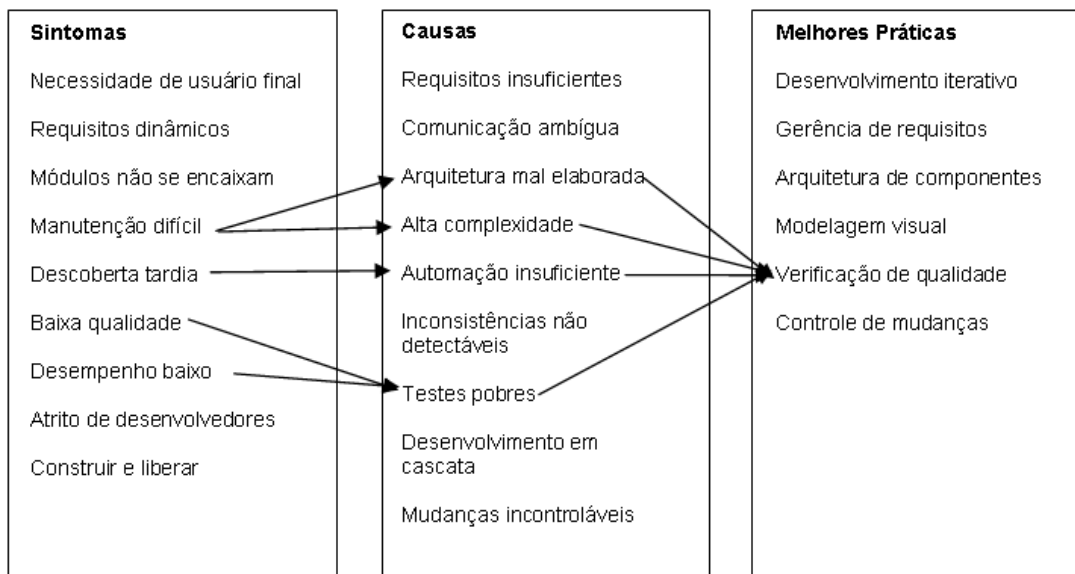 Sintomas
Necessidade de usuário final
Requisitos dinâmicos
Módulos não se encaixam
Manutenção difícil
Descoberta tardia
Baixa qualidade
Desempenho baixo
Atrito de desenvolvedores
Construir e liberar
Causas
Requisitos insuficientes
Comunicação ambígua
Arquitetura mal elaborada
Alta complexidade
Automação insuficiente
Inconsistências não
detectáveis
Testes pobres
Desenvolvimento em
cascata
Mudanças incontroláveis
Melhores Práticas
Desenvolvimento iterativo
Gerência de requisitos
Arquitetura de componentes
Modelagem visual
Verificação de qualidade
Controle de mudanças